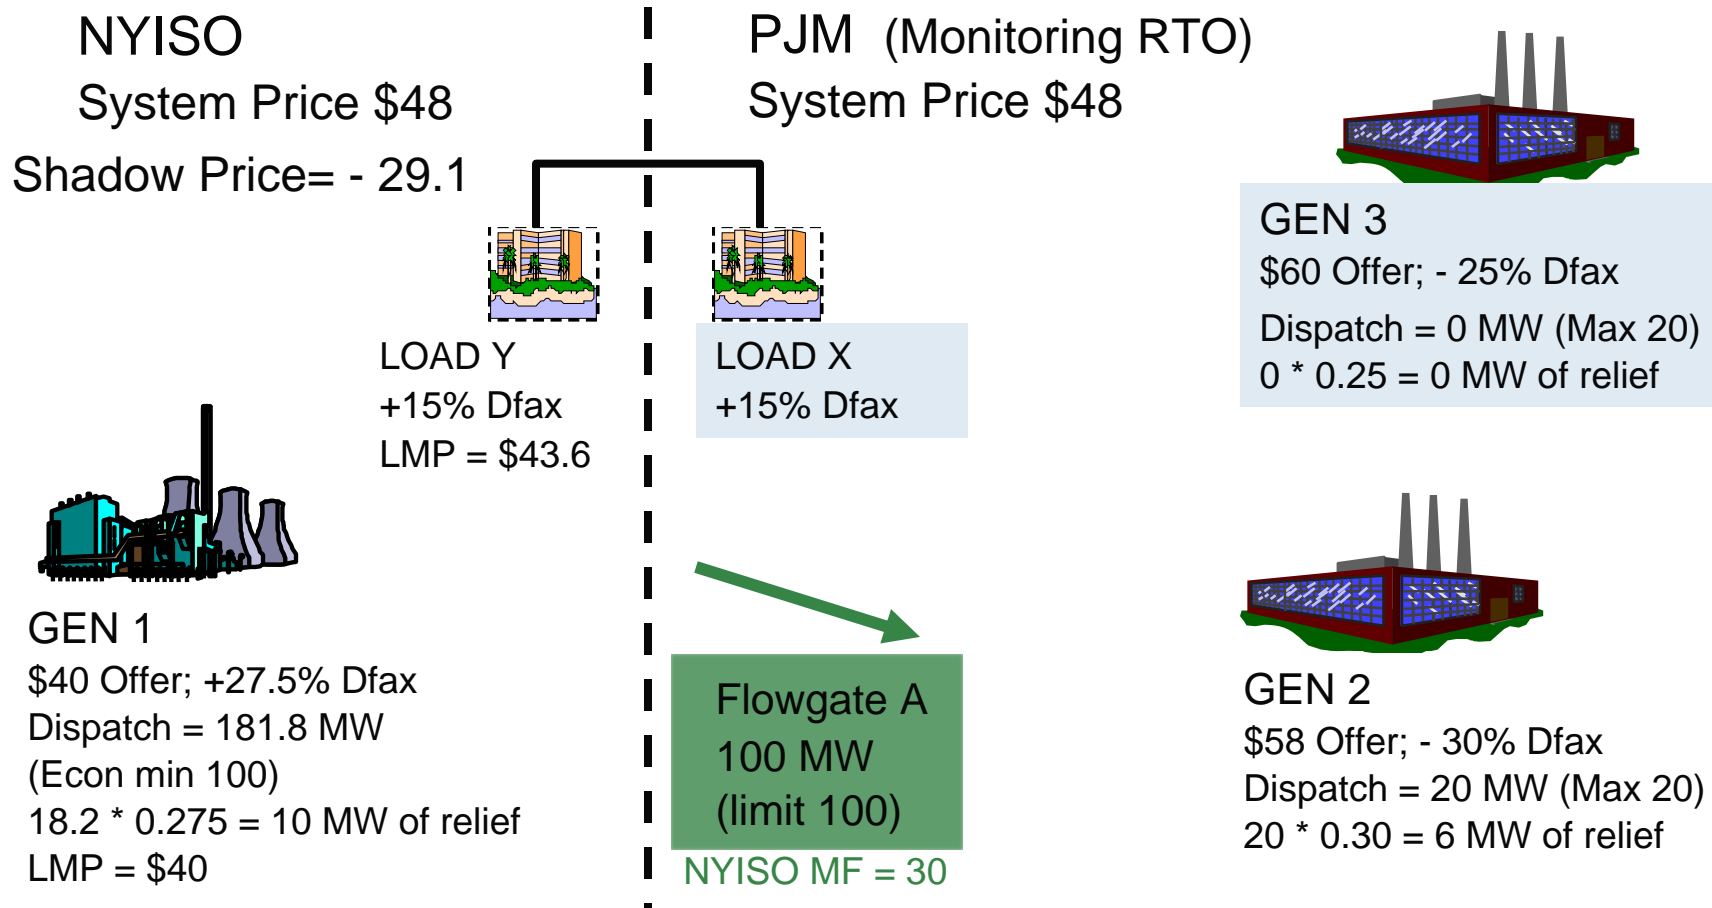 NYISO
System Price $48
Shadow Price= - 29.1
PJM (Monitoring RTO)
System Price $48
LOAD Y
+15% Dfax
LMP = $43.6
LOAD X
+15% Dfax
GEN 3
$60 Offer; - 25% Dfax
Dispatch = 0 MW (Max 20)
0 * 0.25 = 0 MW of relief
GEN 1
$40 Offer; +27.5% Dfax
Dispatch = 181.8 MW
(Econ min 100)
18.2 * 0.275 = 10 MW of relief
LMP = $40
Flowgate A
100 MW
(limit 100)
NYISO MF = 30
GEN 2
$58 Offer; - 30% Dfax
Dispatch = 20 MW (Max 20)
20 * 0.30 = 6 MW of relief